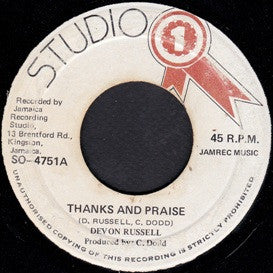 STUDIO 1
Recorded by
Jamaica
Recording
Studio,
13 Brentford Rd.,
Kingston,
Jamaica.
SO-4751A
45 R.P.M.
JAMREC MUSIC
THANKS AND PRAISE
(D. RUSSELL, C. DODD)
DEVON RUSSELL
Produced by: C. Dodd
UNAUTHORISED COPYING OF THIS RECORDING IS PROHIBITED